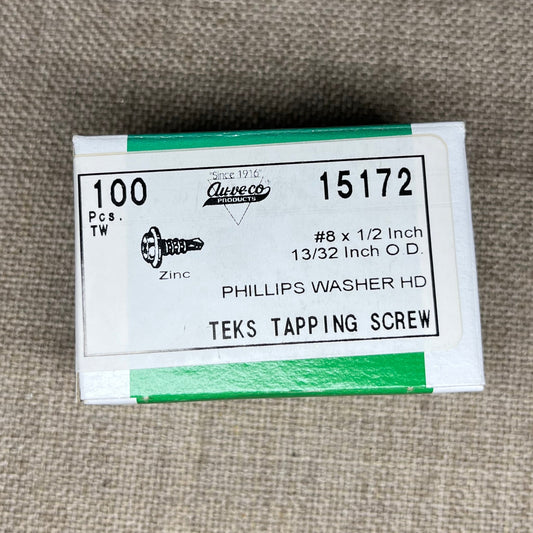 100
Pcs.
TW
"Since 1916"
Au-ve-co
PRODUCTS
15172
Zinc
#8 x 1/2 Inch
13/32 Inch O D.
PHILLIPS WASHER HD
TEKS TAPPING SCREW